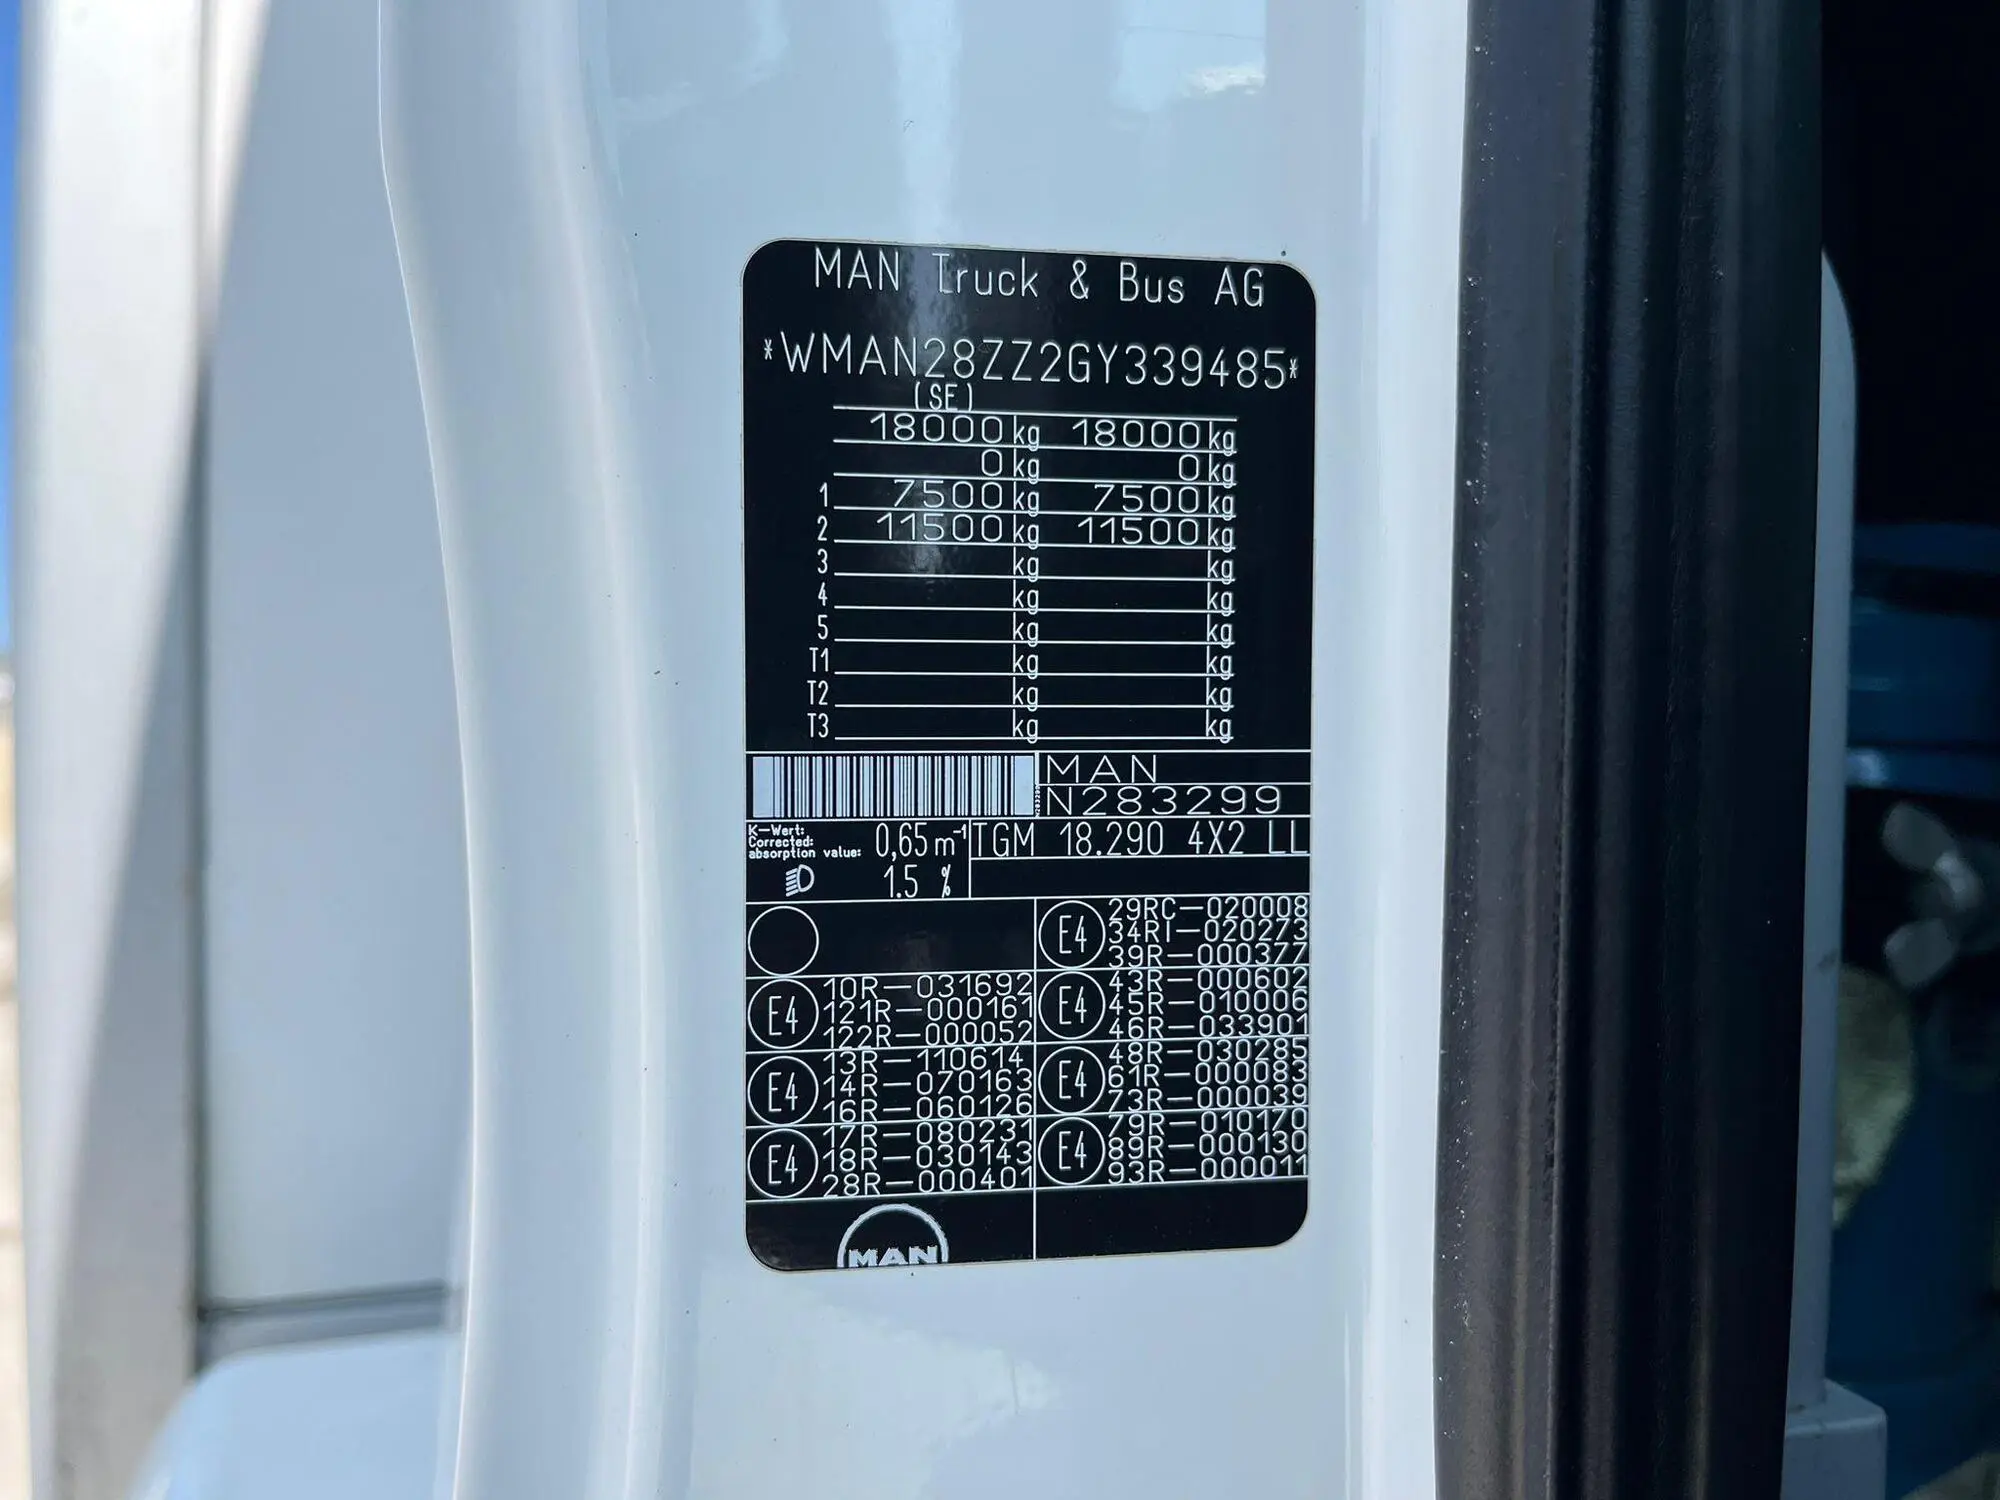 MAN Truck & Bus AG
*WMAN28ZZ2GY339485*
(SE)
18000 kg 18000 kg
0 kg 0 kg
1 7500 kg 7500 kg
2 11500 kg 11500 kg
3 kg kg
4 kg kg
5 kg kg
T1 kg kg
T2 kg kg
T3 kg kg
MAN
N283299
K-Wert:
Corrected:
absorption value: 0,65 m⁻¹
TGM 18.290 4X2 LL
1.5 %
E4 29RC-020008
34RI-020273
39R-000377
E4 10R-031692
121R-000161
122R-000052
E4 43R-000602
45R-010006
46R-033901
E4 13R-110614
14R-070163
16R-060126
E4 48R-030285
61R-000083
73R-000039
E4 17R-080231
18R-030143
28R-000401
E4 79R-010170
89R-000130
93R-000011
MAN